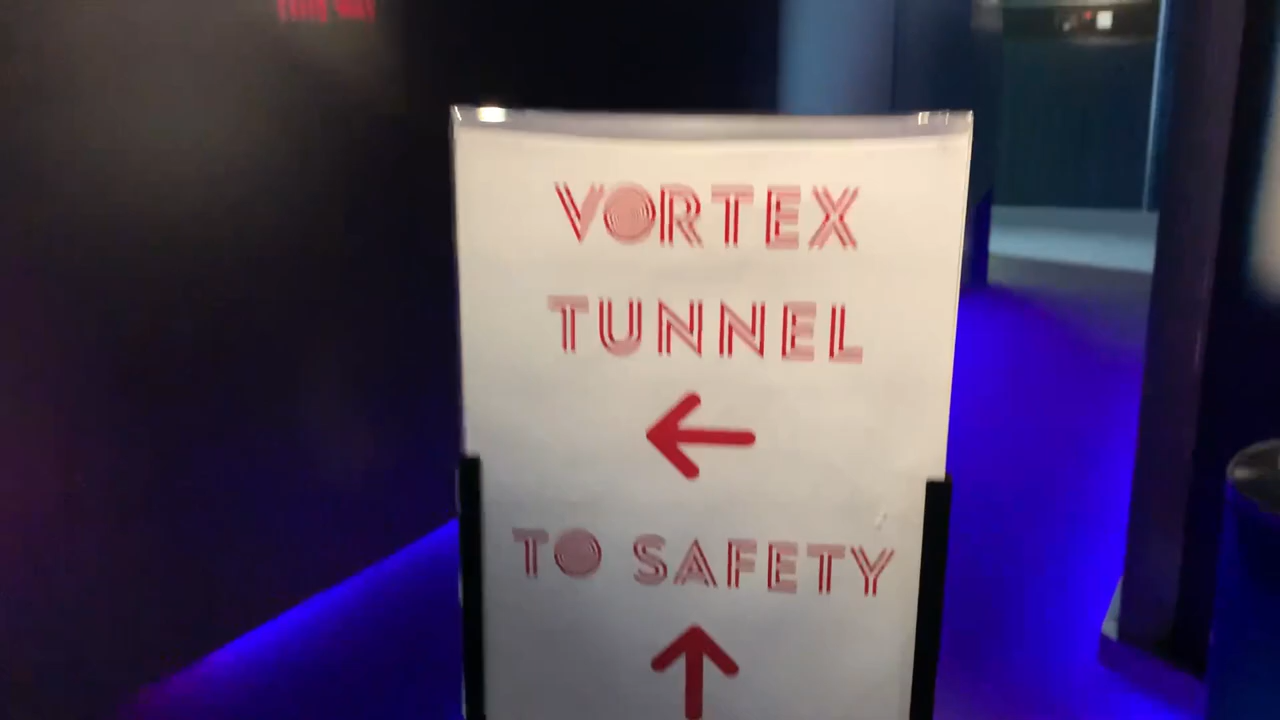 VORTEX
TUNNEL
←
TO SAFETY
↑